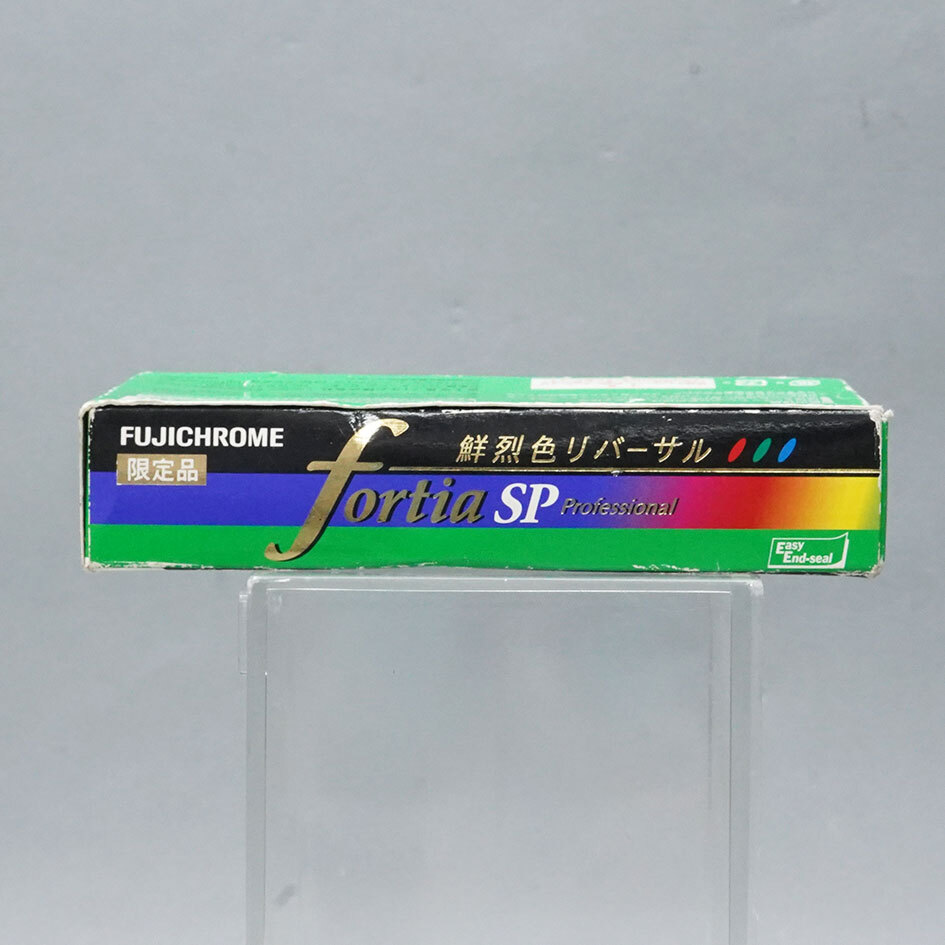 FUJICHROME
限定品
fortia SP Professional
鮮烈色リバーサル
Easy
End-seal